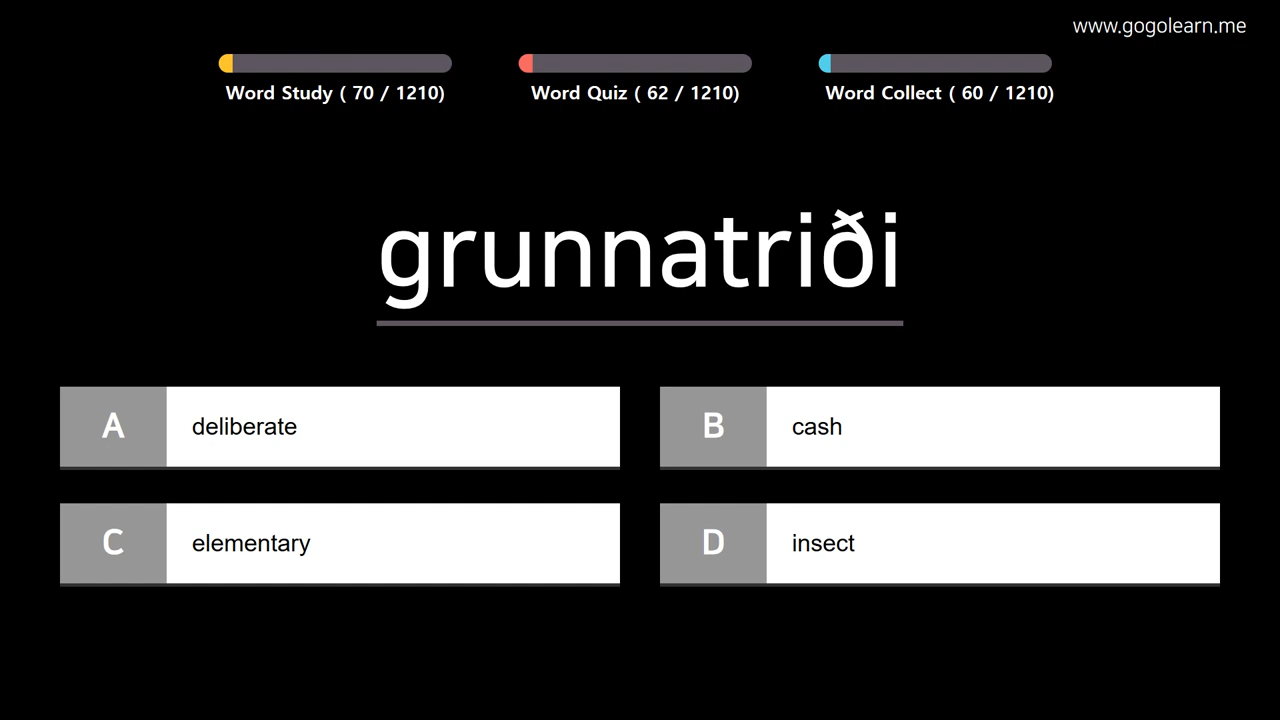 www.gogolearn.me
Word Study ( 70 / 1210)
Word Quiz ( 62 / 1210)
Word Collect ( 60 / 1210)
grunnatriði
A deliberate
B cash
C elementary
D insect